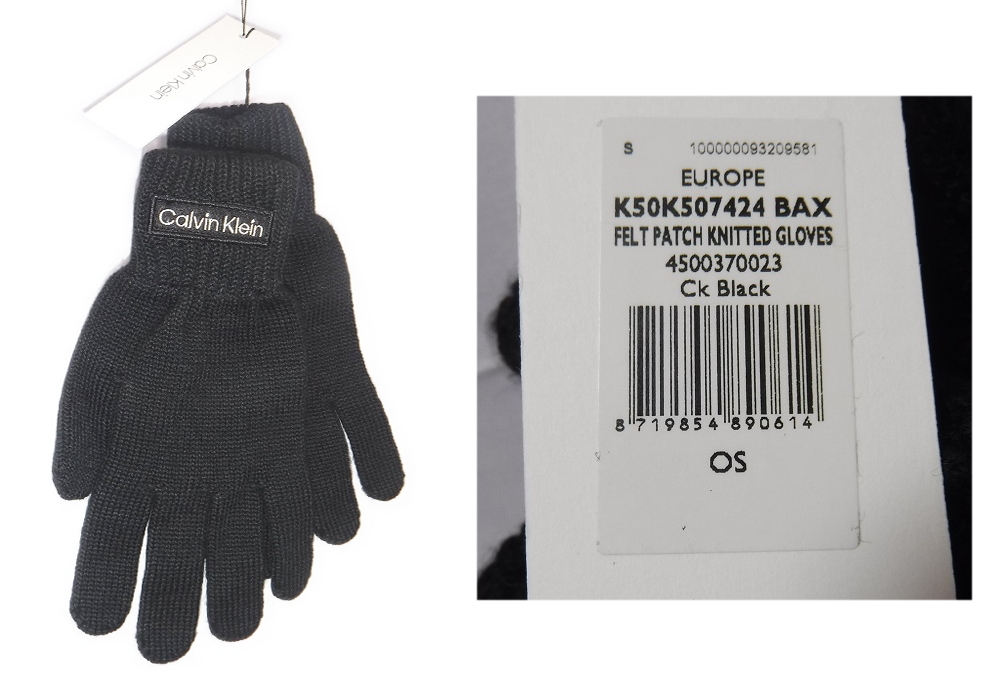 Calvin Klein
Calvin Klein
S 100000093209581
EUROPE
K50K507424 BAX
FELT PATCH KNITTED GLOVES
4500370023
Ck Black
8 719854 890614
OS